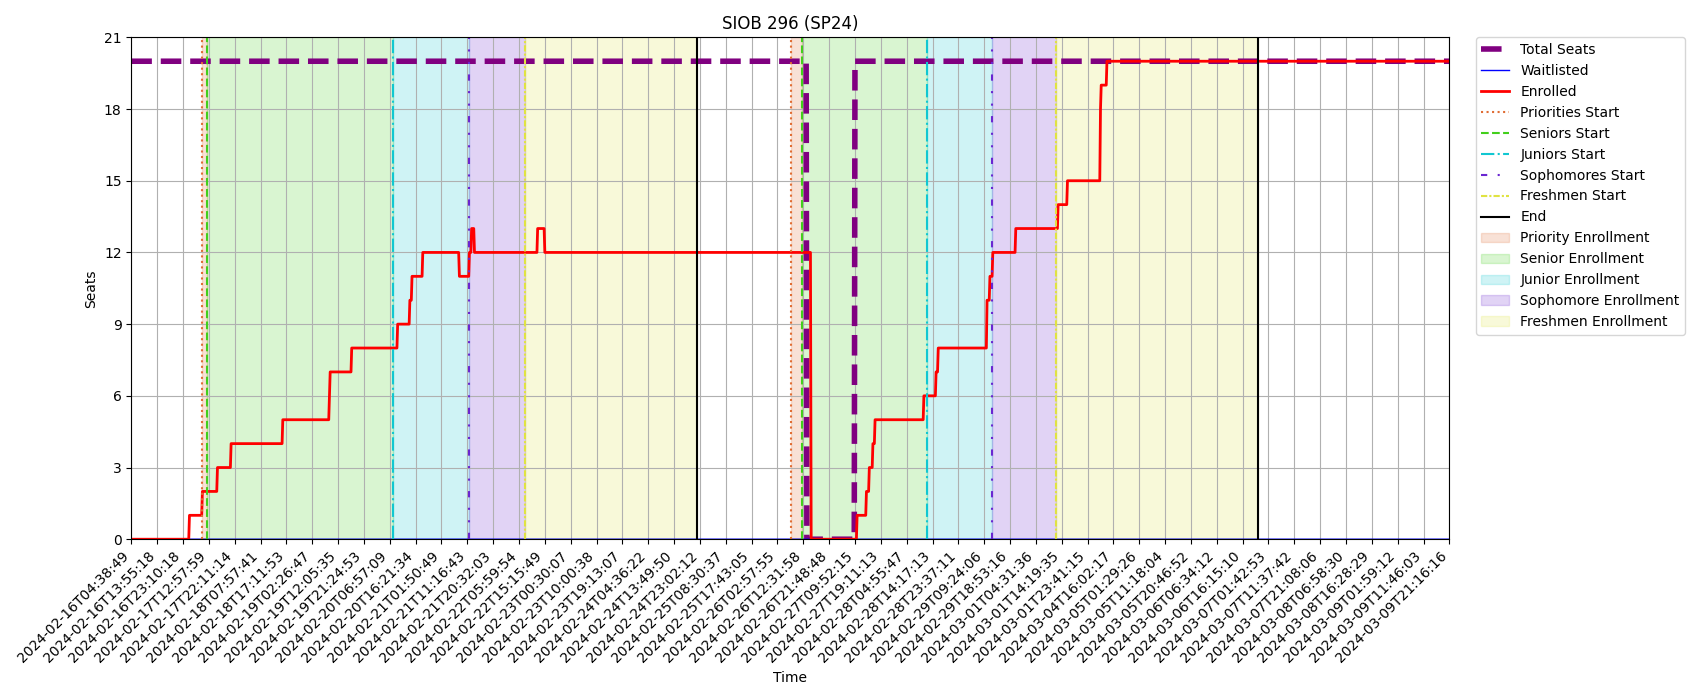 SIOB 296 (SP24)
Seats
21
18
15
12
9
6
3
0
2024-02-16T04:38:49
2024-02-16T13:55:18
2024-02-16T23:10:18
2024-02-17T12:57:59
2024-02-17T22:11:14
2024-02-18T07:57:41
2024-02-18T17:11:53
2024-02-19T02:26:47
2024-02-19T12:05:35
2024-02-19T21:24:53
2024-02-20T06:57:09
2024-02-20T16:21:34
2024-02-21T01:50:49
2024-02-21T11:16:43
2024-02-21T20:32:03
2024-02-22T05:59:54
2024-02-22T15:15:49
2024-02-23T00:30:07
2024-02-23T10:00:38
2024-02-23T19:13:07
2024-02-24T04:36:22
2024-02-24T13:49:50
2024-02-24T23:02:12
2024-02-25T08:30:37
2024-02-25T17:43:05
2024-02-26T02:57:55
2024-02-26T12:31:58
2024-02-26T21:48:48
2024-02-27T09:52:15
2024-02-27T19:11:13
2024-02-28T04:55:47
2024-02-28T14:17:13
2024-02-28T23:37:11
2024-02-29T09:24:06
2024-02-29T18:53:16
2024-03-01T04:31:36
2024-03-01T14:19:35
2024-03-01T23:41:15
2024-03-04T16:02:17
2024-03-05T01:29:26
2024-03-05T11:18:04
2024-03-05T20:46:52
2024-03-06T06:34:12
2024-03-06T16:15:10
2024-03-07T01:42:53
2024-03-07T11:37:42
2024-03-07T21:08:06
2024-03-08T06:58:30
2024-03-08T16:28:29
2024-03-09T01:59:12
2024-03-09T11:46:03
2024-03-09T21:16:16
Time
Total Seats
Waitlisted
Enrolled
Priorities Start
Seniors Start
Juniors Start
Sophomores Start
Freshmen Start
End
Priority Enrollment
Senior Enrollment
Junior Enrollment
Sophomore Enrollment
Freshmen Enrollment